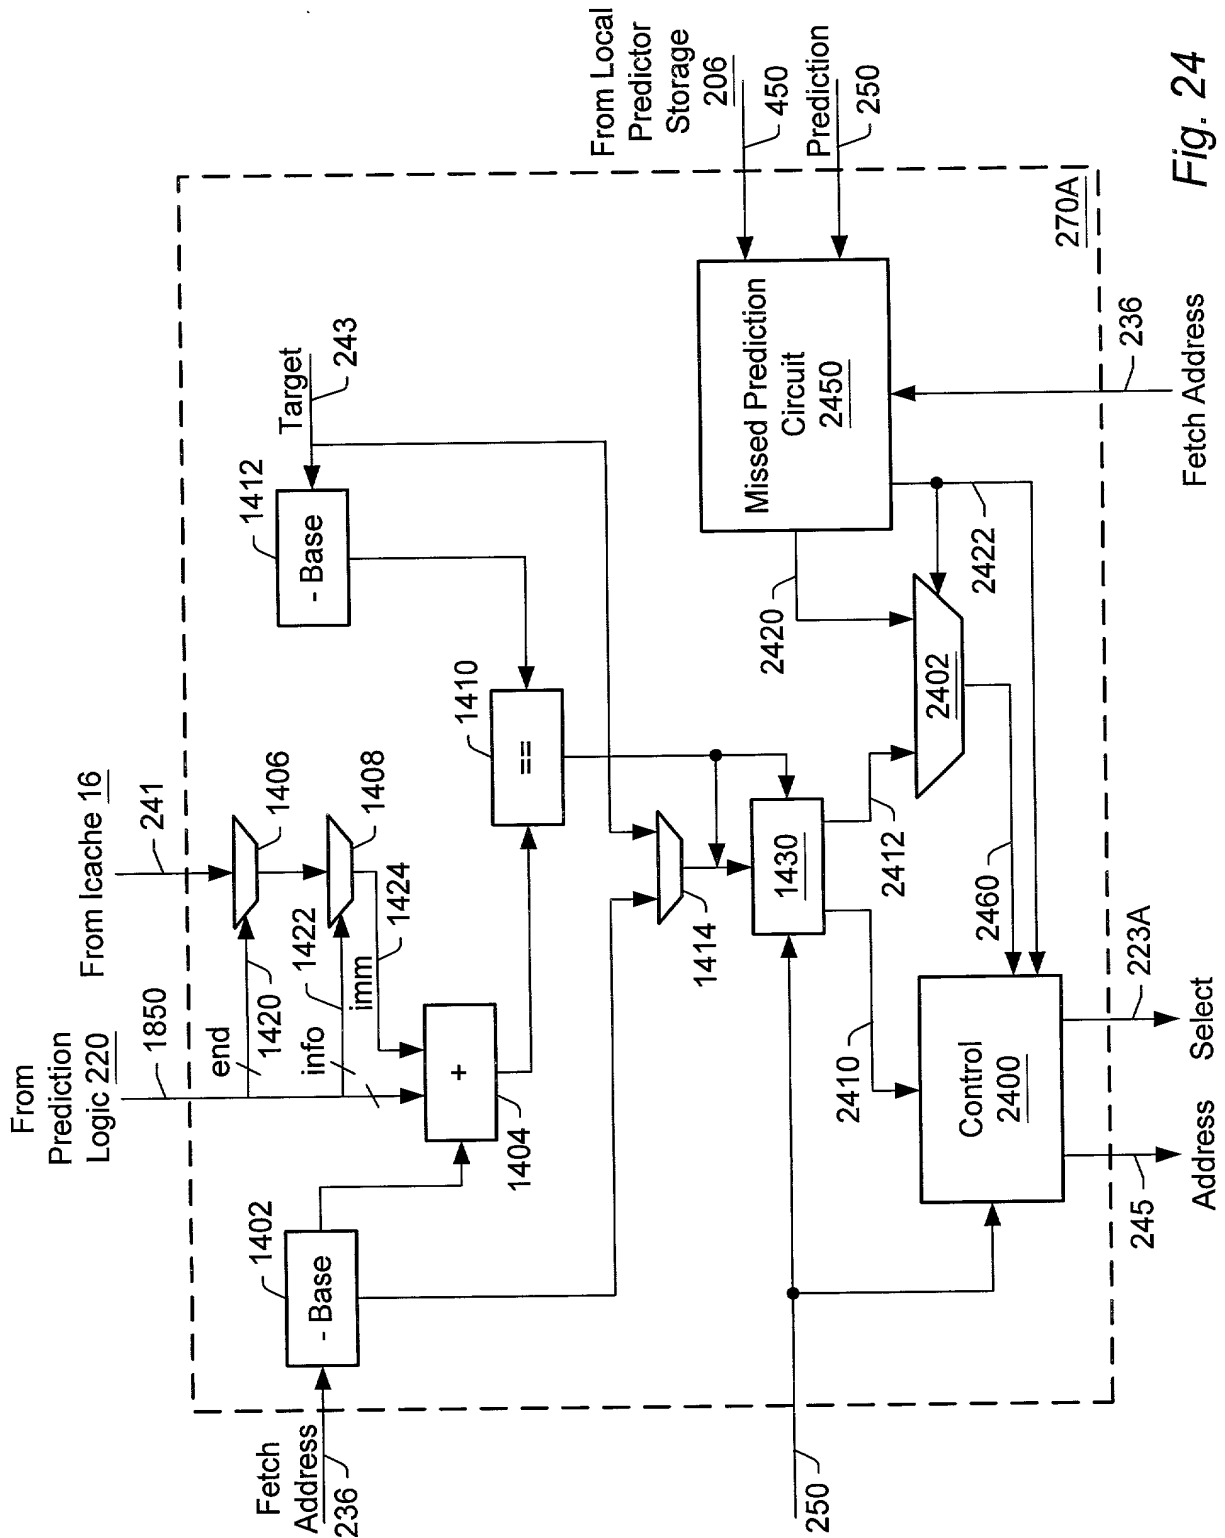 From
Prediction
Logic 220
1850
From Icache 16
241
end
1420
1406
info
1422
1408
imm
1424
Fetch
Address
236
- Base
1402
+
1404
==
1410
- Base
1412
Target
243
1414
1430
250
2410
2412
Control
2400
2402
2420
2422
2460
Missed Prediction
Circuit
2450
From Local
Predictor
Storage
206
450
Prediction
250
270A
236
Fetch Address
245
Address
223A
Select
Fig. 24